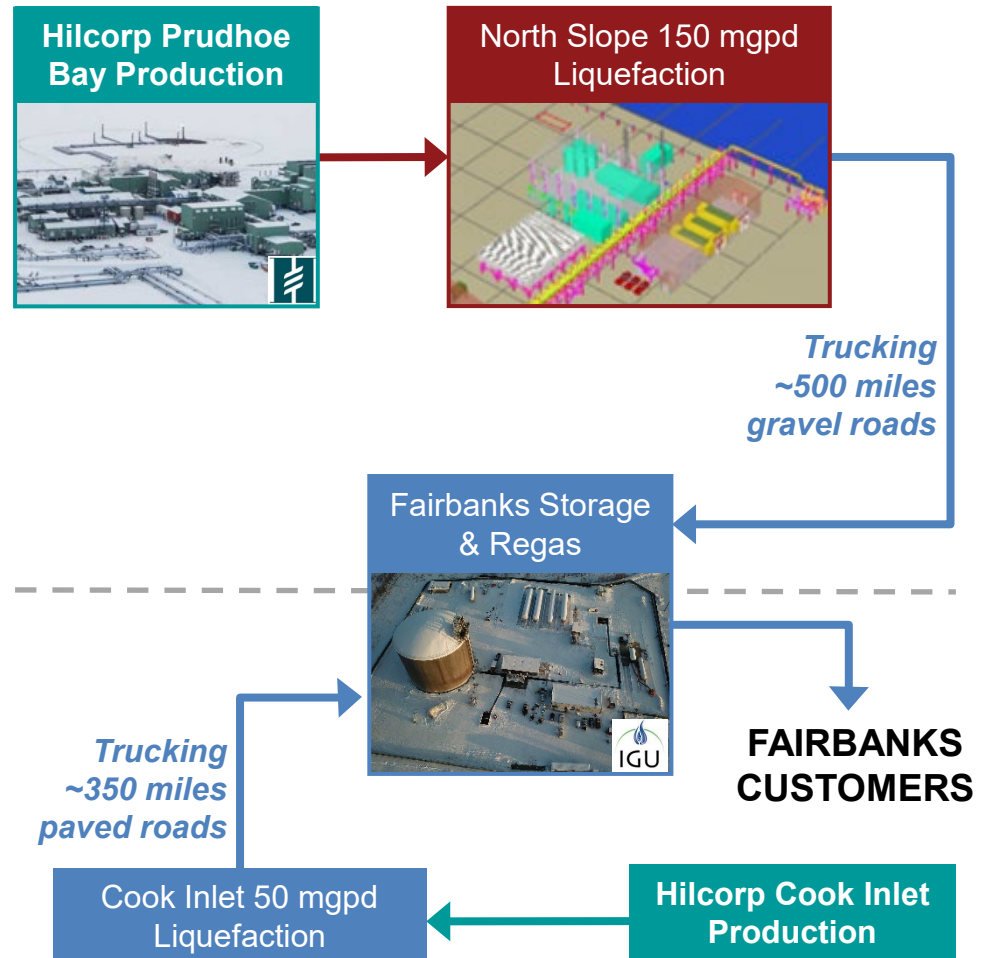 Hilcorp Prudhoe
Bay Production
North Slope 150 mgpd
Liquefaction
Trucking
~500 miles
gravel roads
Fairbanks Storage
& Regas
IGU
Trucking
~350 miles
paved roads
FAIRBANKS
CUSTOMERS
Cook Inlet 50 mgpd
Liquefaction
Hilcorp Cook Inlet
Production